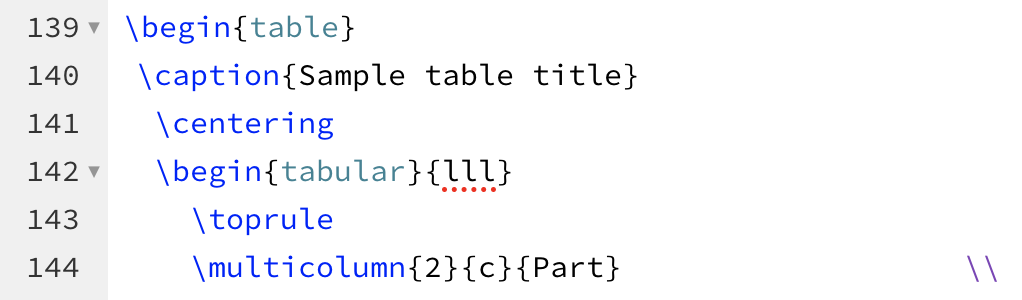 139 \begin{table}
140 \caption{Sample table title}
141 \centering
142 \begin{tabular}{lll}
143 \toprule
144 \multicolumn{2}{c}{Part} \\